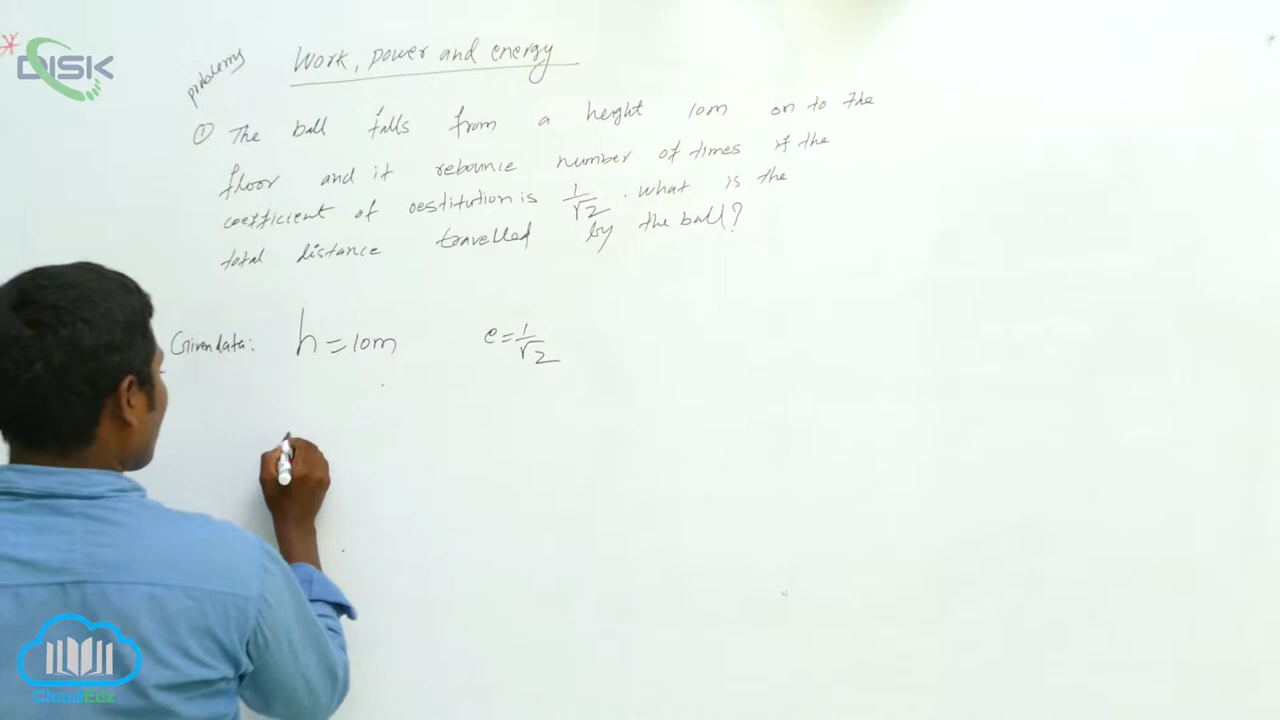 DISK
problems
Work, power and energy
① The ball falls from a height 10m on to the
floor and it rebounce number of times if the
coefficient of restitution is 1/√2. What is the
total distance travelled by the ball?
Given data: h = 10m e = 1/√2
CloudEdz